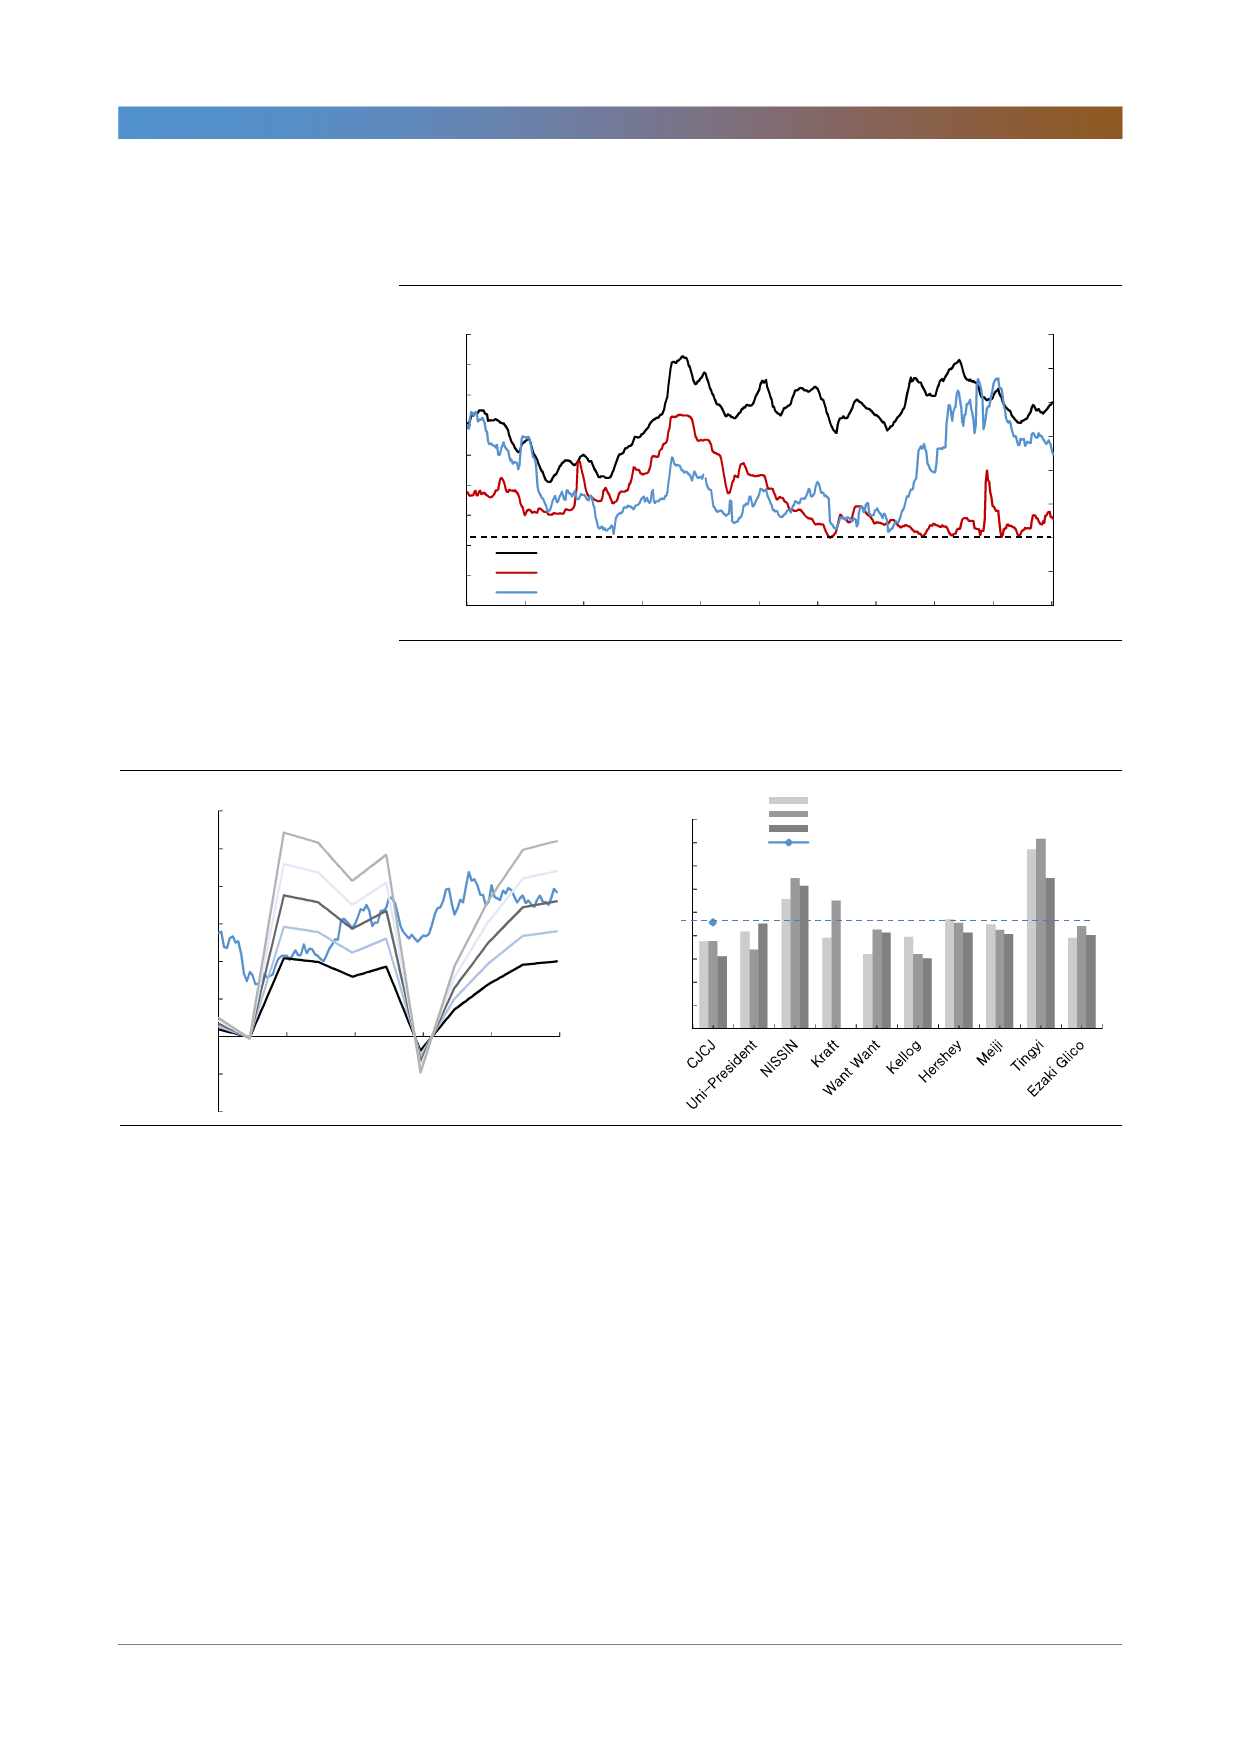 CJCJ
Uni-President
NISSIN
Kraft
Want Want
Kellog
Hershey
Meiji
Tingyi
Ezaki Glico